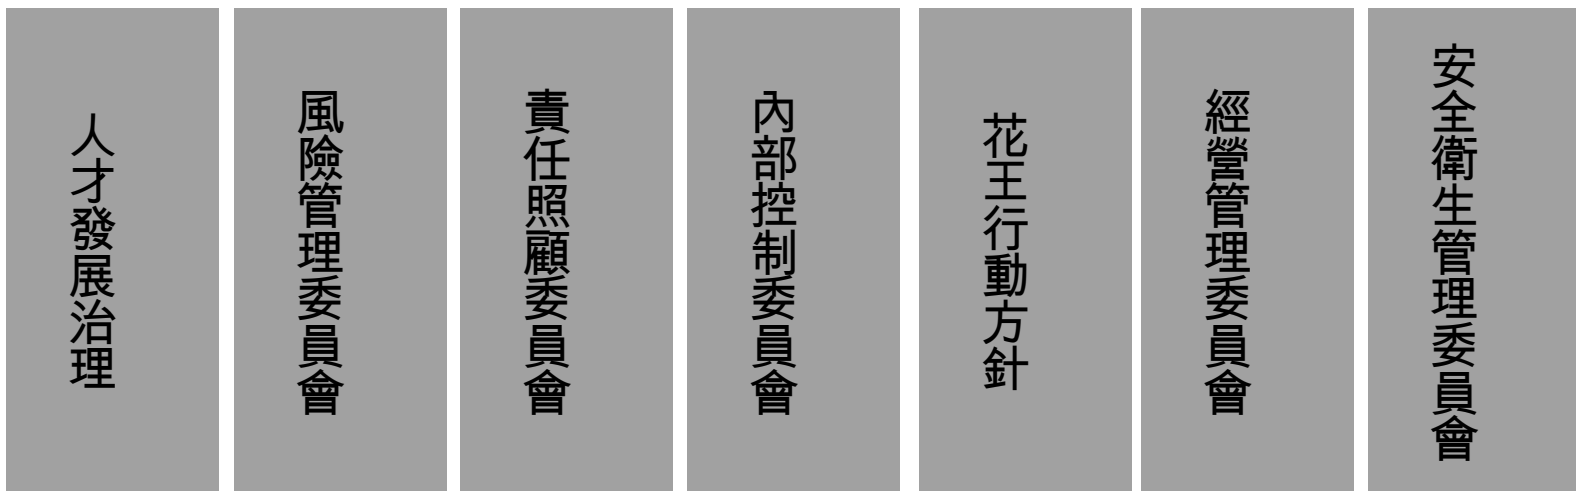 人才發展治理
風險管理委員會
責任照顧委員會
內部控制委員會
花王行動方針
經營管理委員會
安全衛生管理委員會